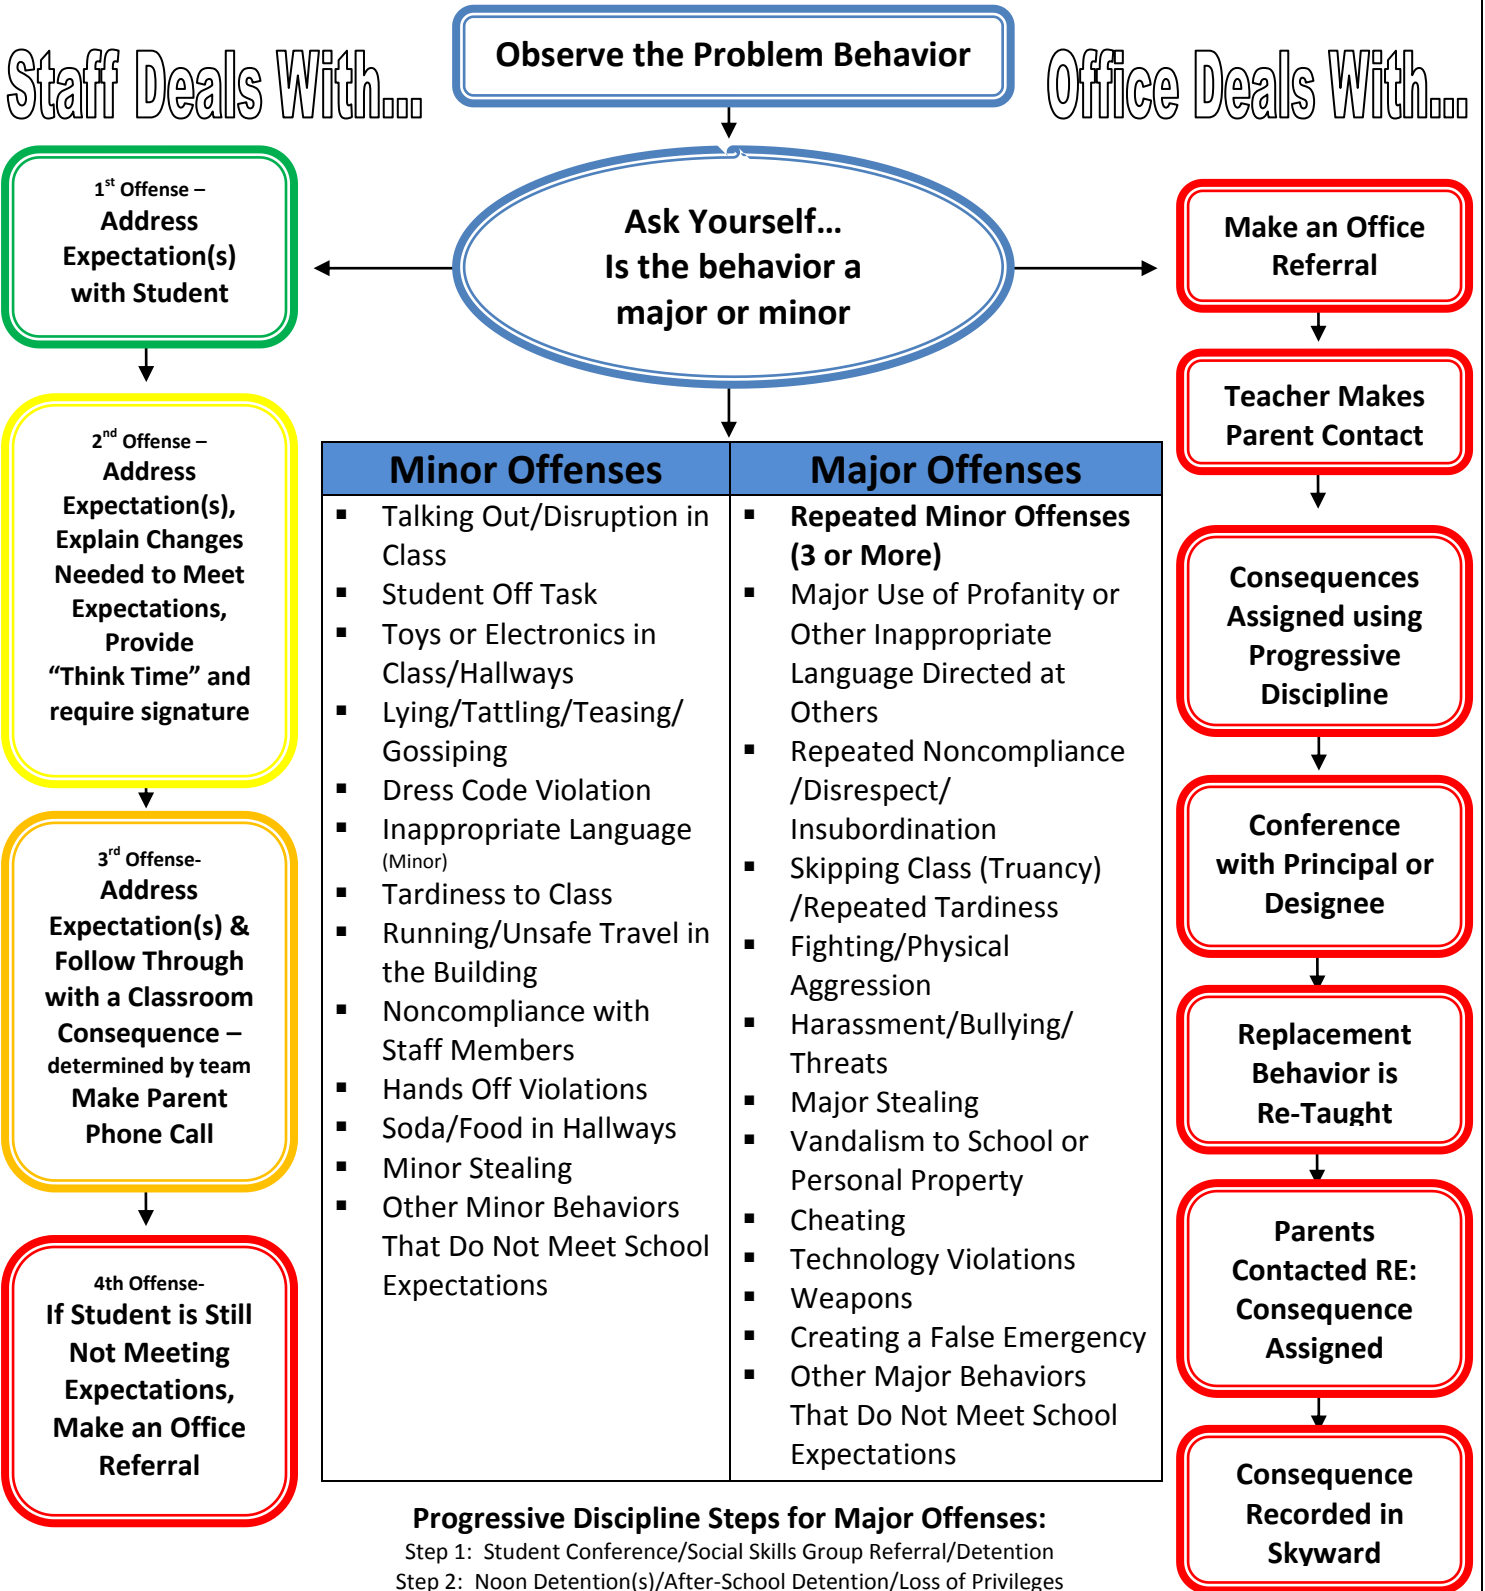 Observe the Problem Behavior
Staff Deals With...
Office Deals With...
Ask Yourself...
Is the behavior a
major or minor
1st Offense –
Address
Expectation(s)
with Student
2nd Offense –
Address
Expectation(s),
Explain Changes
Needed to Meet
Expectations,
Provide
“Think Time” and
require signature
3rd Offense-
Address
Expectation(s) &
Follow Through
with a Classroom
Consequence –
determined by team
Make Parent
Phone Call
4th Offense-
If Student is Still
Not Meeting
Expectations,
Make an Office
Referral
Minor Offenses
▪ Talking Out/Disruption in
Class
▪ Student Off Task
▪ Toys or Electronics in
Class/Hallways
▪ Lying/Tattling/Teasing/
Gossiping
▪ Dress Code Violation
▪ Inappropriate Language
(Minor)
▪ Tardiness to Class
▪ Running/Unsafe Travel in
the Building
▪ Noncompliance with
Staff Members
▪ Hands Off Violations
▪ Soda/Food in Hallways
▪ Minor Stealing
▪ Other Minor Behaviors
That Do Not Meet School
Expectations
Major Offenses
▪ Repeated Minor Offenses
(3 or More)
▪ Major Use of Profanity or
Other Inappropriate
Language Directed at
Others
▪ Repeated Noncompliance
/Disrespect/
Insubordination
▪ Skipping Class (Truancy)
/Repeated Tardiness
▪ Fighting/Physical
Aggression
▪ Harassment/Bullying/
Threats
▪ Major Stealing
▪ Vandalism to School or
Personal Property
▪ Cheating
▪ Technology Violations
▪ Weapons
▪ Creating a False Emergency
▪ Other Major Behaviors
That Do Not Meet School
Expectations
Make an Office
Referral
Teacher Makes
Parent Contact
Consequences
Assigned using
Progressive
Discipline
Conference
with Principal or
Designee
Replacement
Behavior is
Re-Taught
Parents
Contacted RE:
Consequence
Assigned
Consequence
Recorded in
Skyward
Progressive Discipline Steps for Major Offenses:
Step 1: Student Conference/Social Skills Group Referral/Detention
Step 2: Noon Detention(s)/After-School Detention/Loss of Privileges